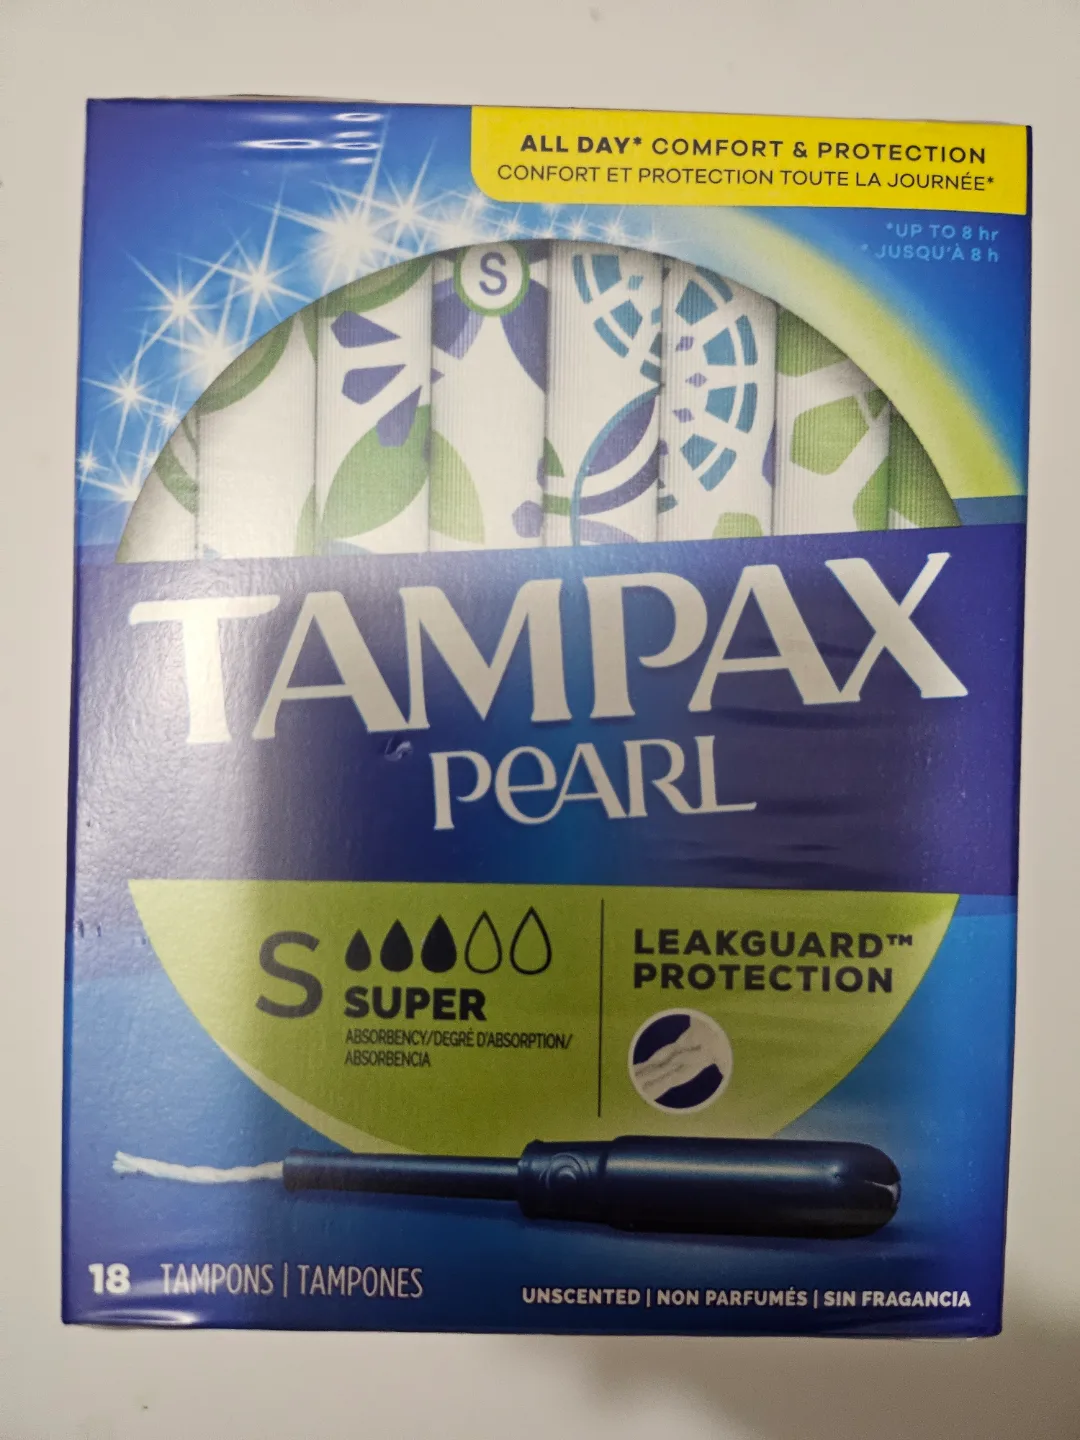 ALL DAY* COMFORT & PROTECTION
CONFORT ET PROTECTION TOUTE LA JOURNÉE*
*UP TO 8 hr
*JUSQU'À 8 h
S
TAMPAX
PEARL
S
SUPER
ABSORBENCY/DEGRÉ D'ABSORPTION/
ABSORBENCIA
LEAKGUARD™
PROTECTION
18 TAMPONS | TAMPONES
UNSCENTED | NON PARFUMÉS | SIN FRAGANCIA